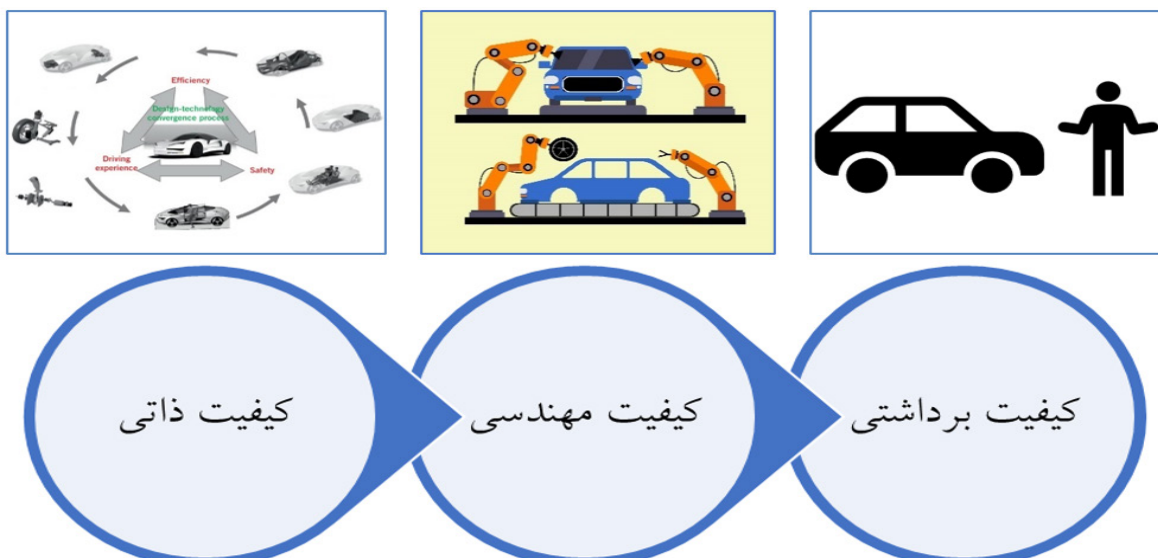 Efficiency
Design-technology
convergence process
Driving
experience
Safety
کیفیت ذاتی
کیفیت مهندسی
کیفیت برداشتی